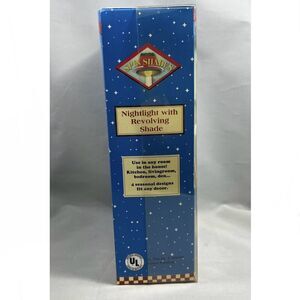 SPA SHADES
Nightlight with
Revolving
Shade
Use in any room
in the house!
Kitchen, livingroom,
bedroom, den...
4 seasonal designs
fit any decor.
UL